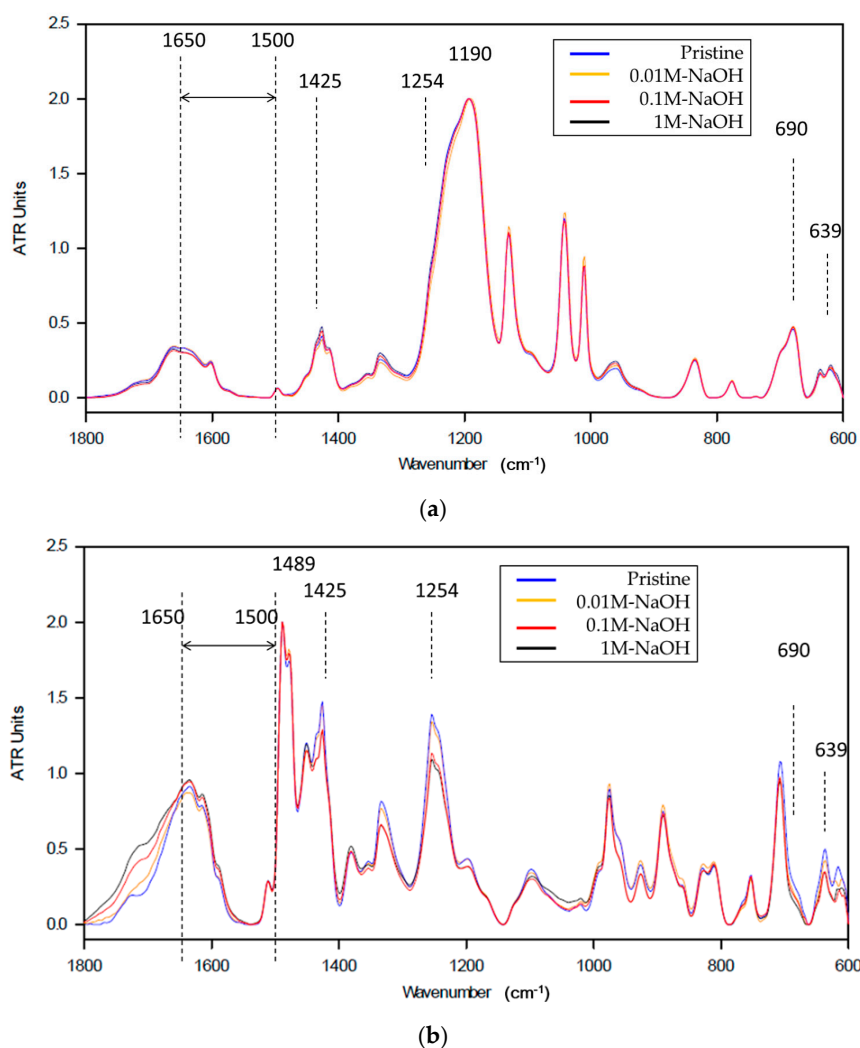 2.5
1650
1500
1190
1425
1254
Pristine
0.01M-NaOH
0.1M-NaOH
1M-NaOH
2.0
690
1.5
639
ATR Units
1.0
0.5
0.0
1800
1600
1400
1200
1000
800
600
Wavenumber (cm-1)
(a)
2.5
1489
1650
1500
1425
1254
Pristine
0.01M-NaOH
0.1M-NaOH
1M-NaOH
2.0
690
639
1.5
ATR Units
1.0
0.5
0.0
1800
1600
1400
1200
1000
800
600
Wavenumber (cm-1)
(b)